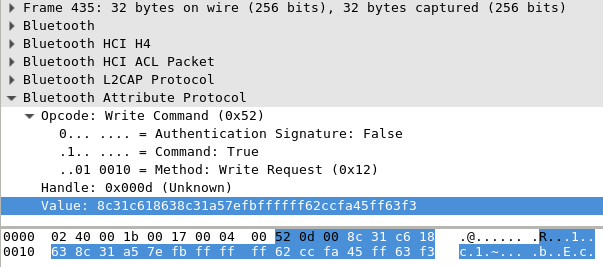 Frame 435: 32 bytes on wire (256 bits), 32 bytes captured (256 bits)
Bluetooth
Bluetooth HCI H4
Bluetooth HCI ACL Packet
Bluetooth L2CAP Protocol
Bluetooth Attribute Protocol
Opcode: Write Command (0x52)
0... .... = Authentication Signature: False
.1.. .... = Command: True
..01 0010 = Method: Write Request (0x12)
Handle: 0x000d (Unknown)
Value: 8c31c618638c31a57efbffffff62ccfa45ff63f3
0000 02 40 00 1b 00 17 00 04 00 52 0d 00 8c 31 c6 18 .@...... .R...1..
0010 63 8c 31 a5 7e fb ff ff ff 62 cc fa 45 ff 63 f3 c.1.~... .b..E.c.